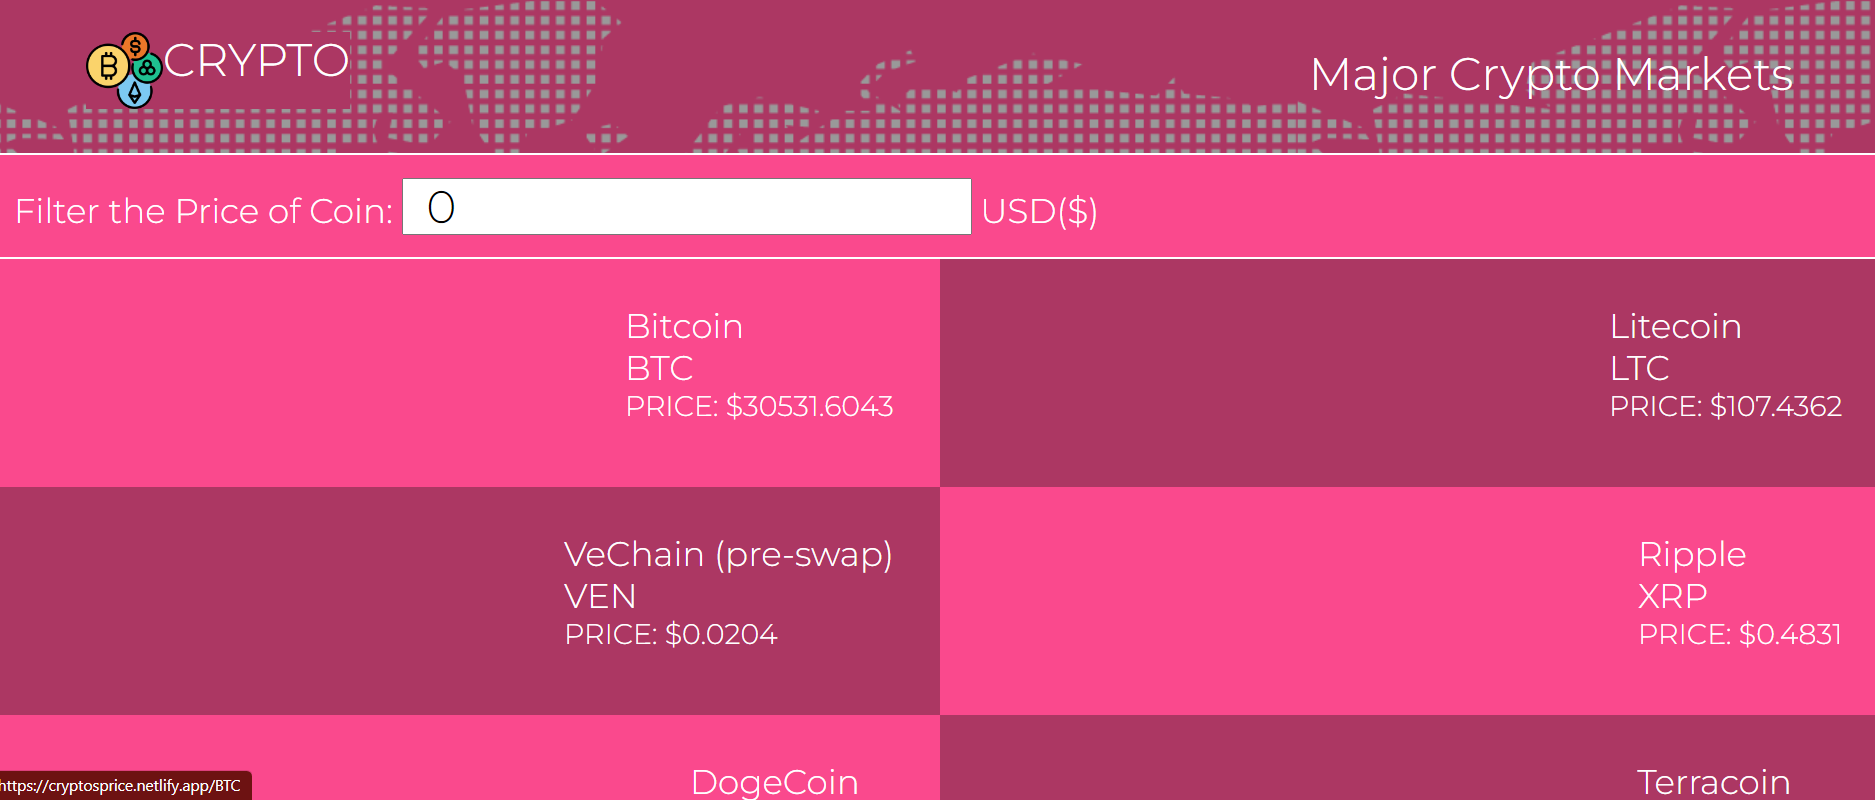 CRYPTO
Major Crypto Markets
Filter the Price of Coin: 0 USD($)
Bitcoin
BTC
PRICE: $30531.6043
Litecoin
LTC
PRICE: $107.4362
VeChain (pre-swap)
VEN
PRICE: $0.0204
Ripple
XRP
PRICE: $0.4831
DogeCoin
Terracoin
https://cryptosprice.netlify.app/BTC